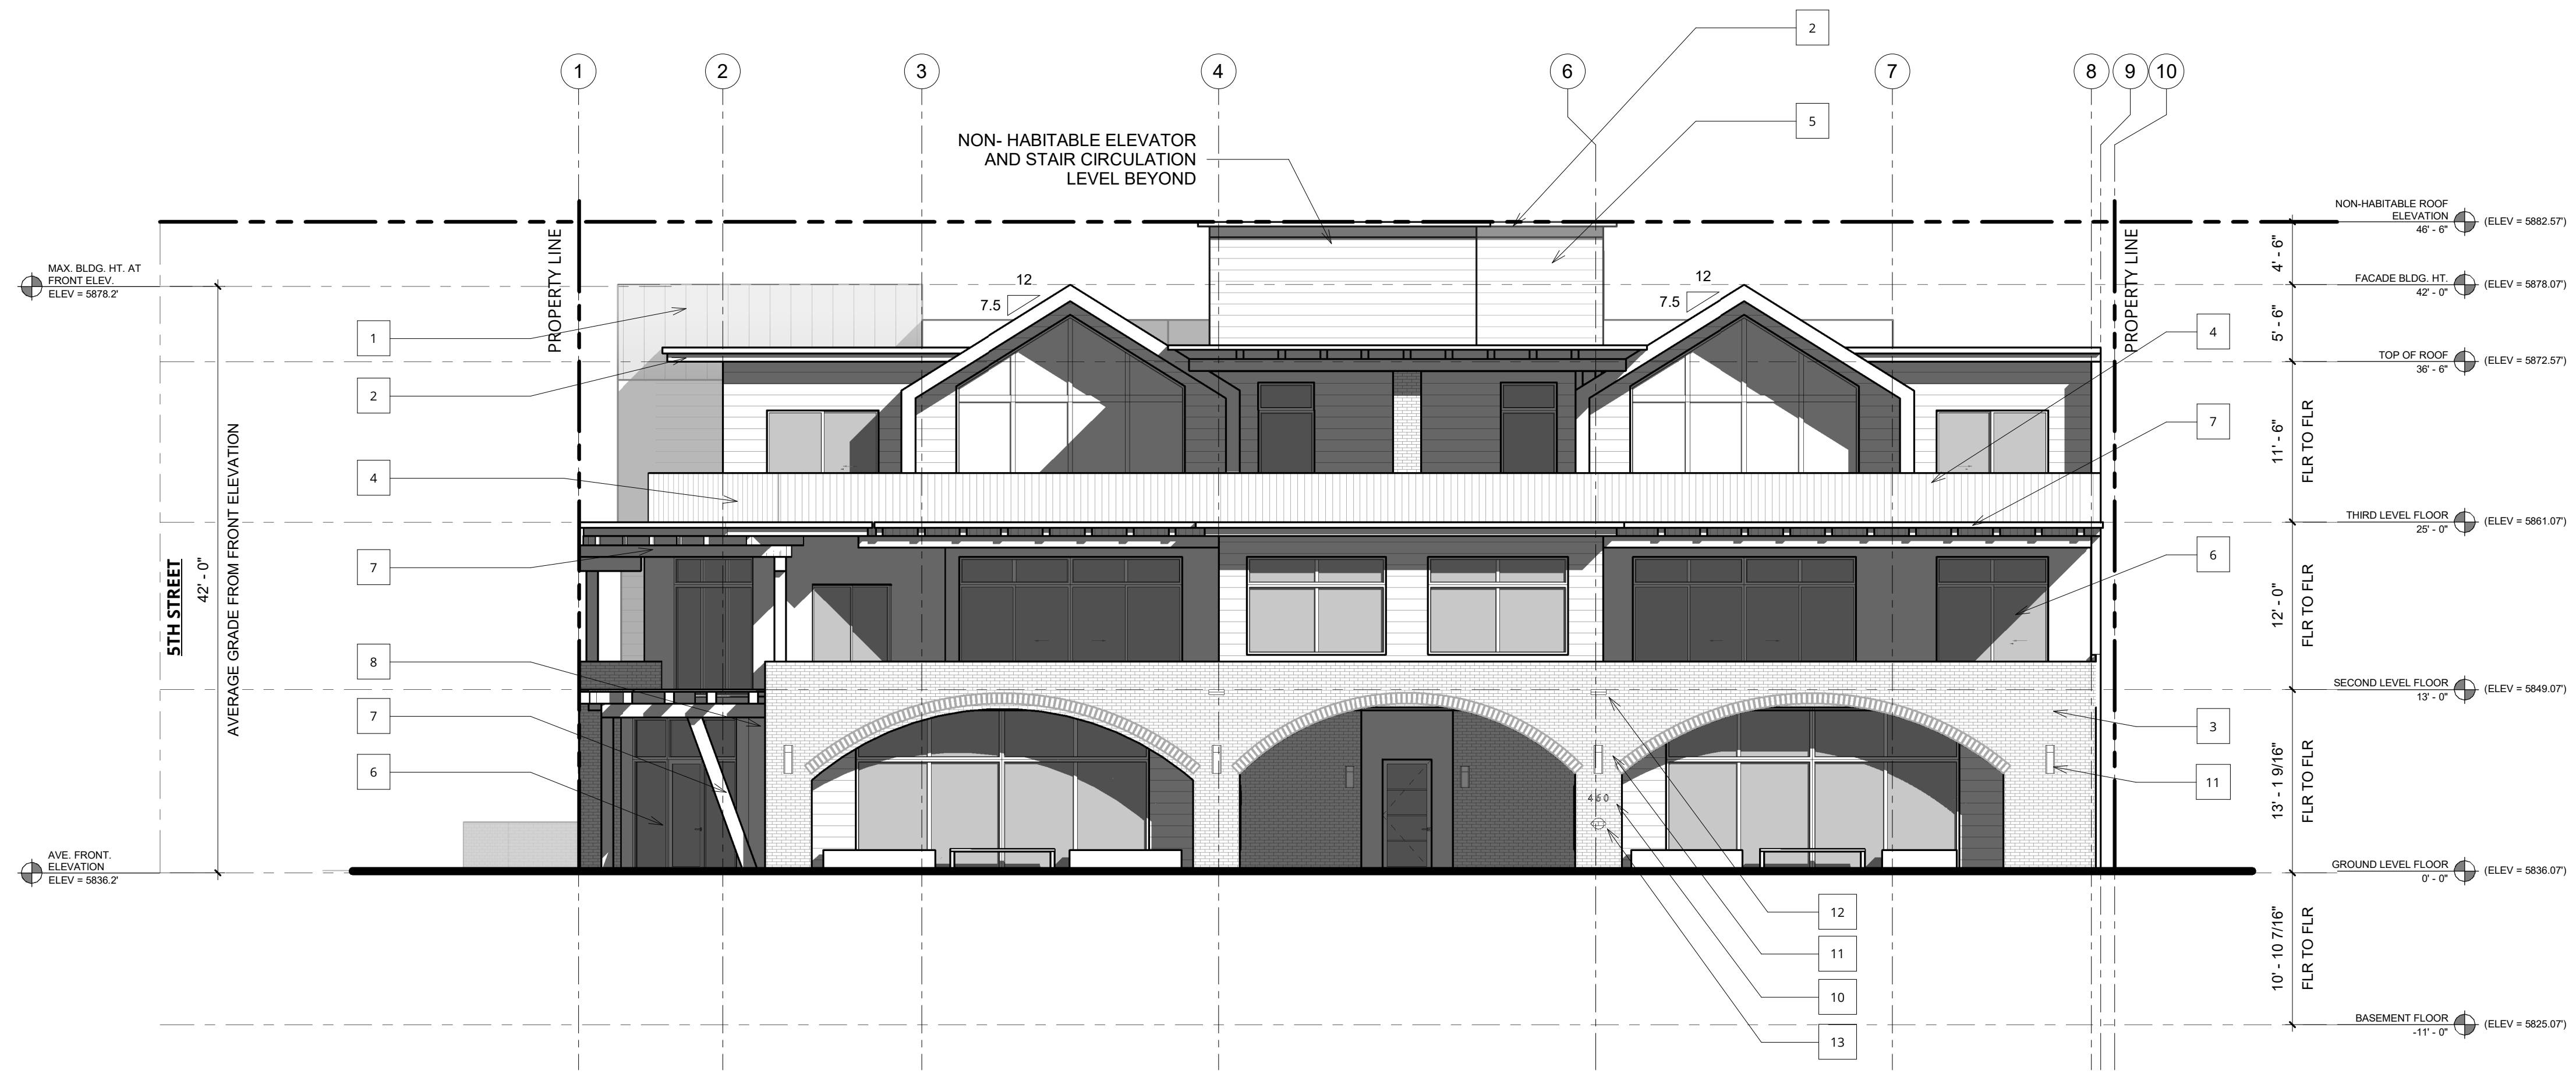 2
1
2
3
4
6
7
8
9
10
5
NON- HABITABLE ELEVATOR
AND STAIR CIRCULATION
LEVEL BEYOND
PROPERTY LINE
PROPERTY LINE
NON-HABITABLE ROOF
ELEVATION
46' - 6"
(ELEV = 5882.57')
4' - 6"
MAX. BLDG. HT. AT
FRONT ELEV.
ELEV = 5878.2'
12
7.5
12
7.5
FACADE BLDG. HT.
42' - 0"
(ELEV = 5878.07')
5' - 6"
1
4
TOP OF ROOF
36' - 6"
(ELEV = 5872.57')
2
7
11' - 6"
FLR TO FLR
4
THIRD LEVEL FLOOR
25' - 0"
(ELEV = 5861.07')
5TH STREET
42' - 0"
AVERAGE GRADE FROM FRONT ELEVATION
7
6
12' - 0"
FLR TO FLR
8
SECOND LEVEL FLOOR
13' - 0"
(ELEV = 5849.07')
7
3
6
11
13' - 1 9/16"
FLR TO FLR
460
AVE. FRONT.
ELEVATION
ELEV = 5836.2'
GROUND LEVEL FLOOR
0' - 0"
(ELEV = 5836.07')
12
11
10
13
10' - 10 7/16"
FLR TO FLR
BASEMENT FLOOR
-11' - 0"
(ELEV = 5825.07')